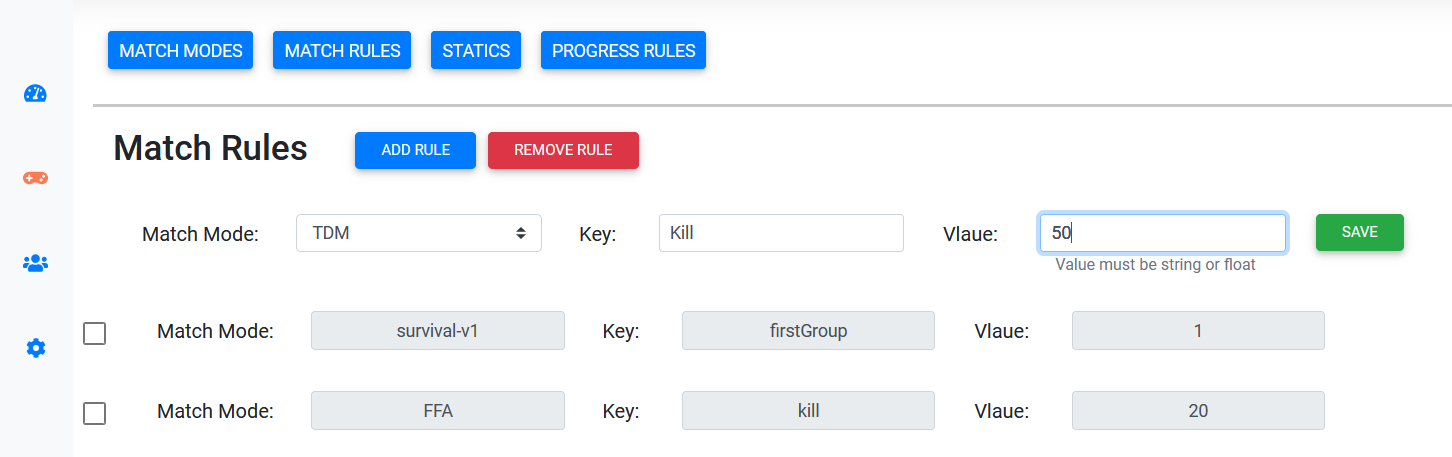 MATCH MODES MATCH RULES STATICS PROGRESS RULES
Match Rules ADD RULE REMOVE RULE
Match Mode: TDM Key: Kill Vlaue: 50 SAVE
Value must be string or float
Match Mode: survival-v1 Key: firstGroup Vlaue: 1
Match Mode: FFA Key: kill Vlaue: 20